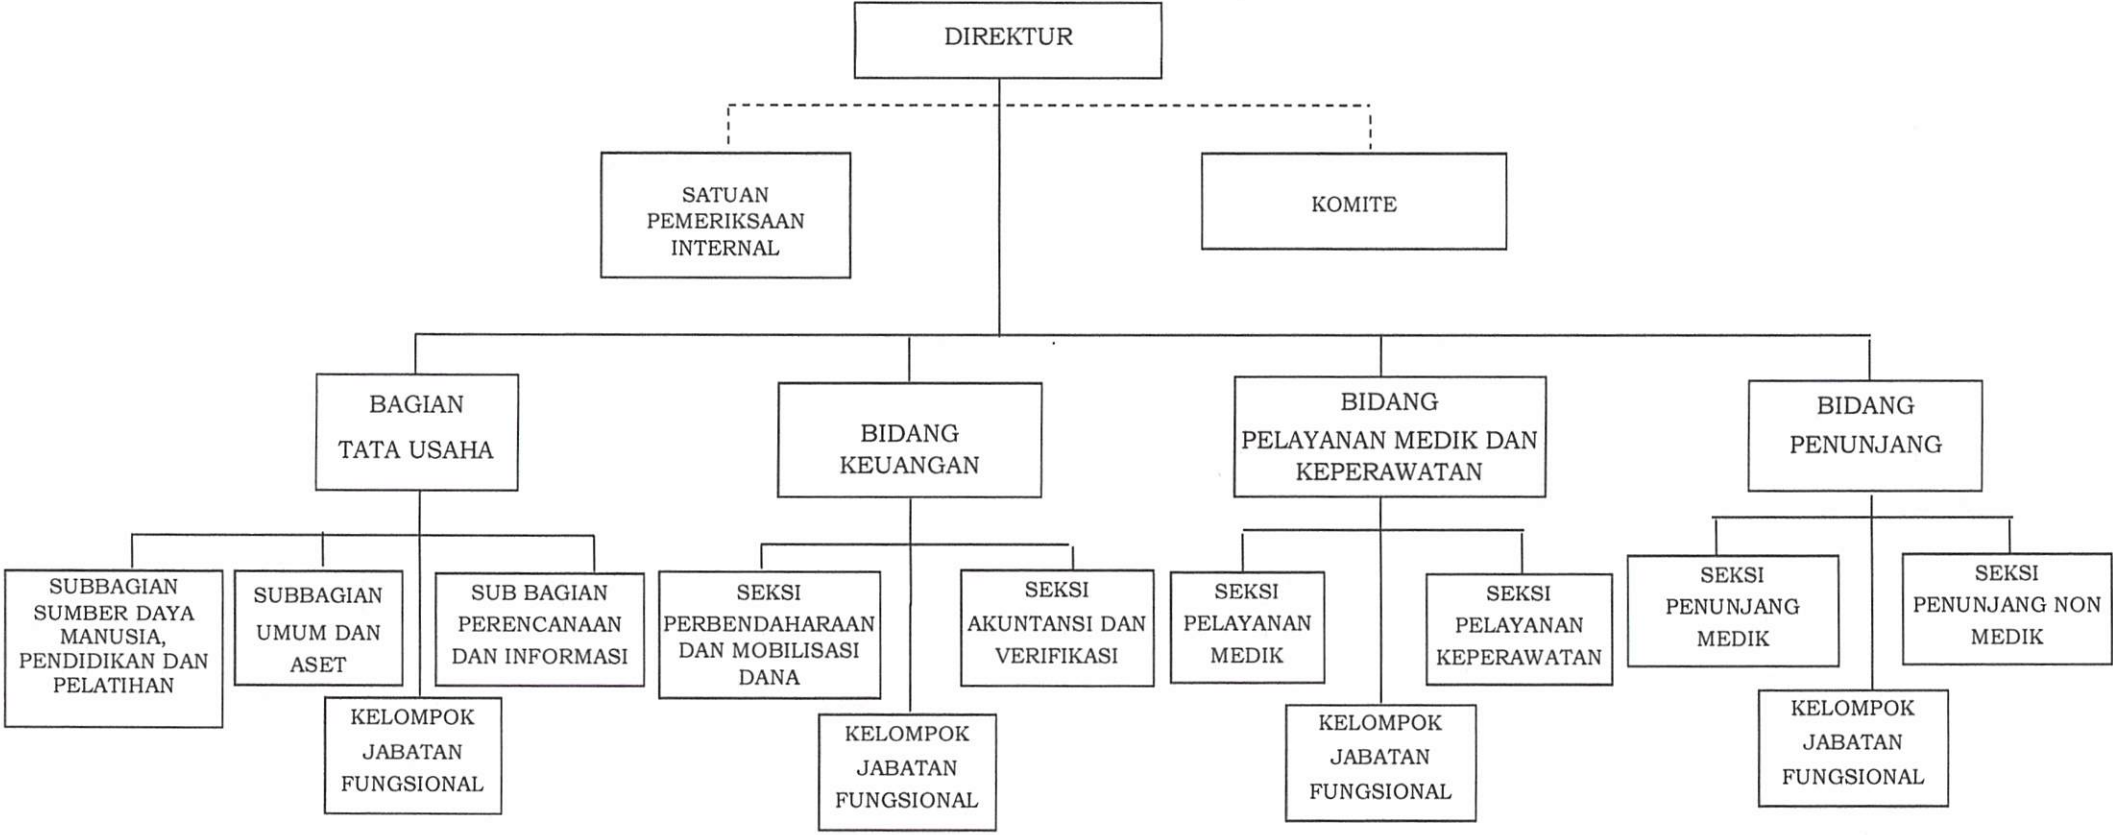 DIREKTUR
SATUAN
PEMERIKSAAN
INTERNAL
KOMITE
BAGIAN
TATA USAHA
BIDANG
KEUANGAN
BIDANG
PELAYANAN MEDIK DAN
KEPERAWATAN
BIDANG
PENUNJANG
SUBBAGIAN
SUMBER DAYA
MANUSIA,
PENDIDIKAN DAN
PELATIHAN
SUBBAGIAN
UMUM DAN
ASET
SUB BAGIAN
PERENCANAAN
DAN INFORMASI
KELOMPOK
JABATAN
FUNGSIONAL
SEKSI
PERBENDAHARAAN
DAN MOBILISASI
DANA
SEKSI
AKUNTANSI DAN
VERIFIKASI
KELOMPOK
JABATAN
FUNGSIONAL
SEKSI
PELAYANAN
MEDIK
SEKSI
PELAYANAN
KEPERAWATAN
KELOMPOK
JABATAN
FUNGSIONAL
SEKSI
PENUNJANG
MEDIK
SEKSI
PENUNJANG NON
MEDIK
KELOMPOK
JABATAN
FUNGSIONAL